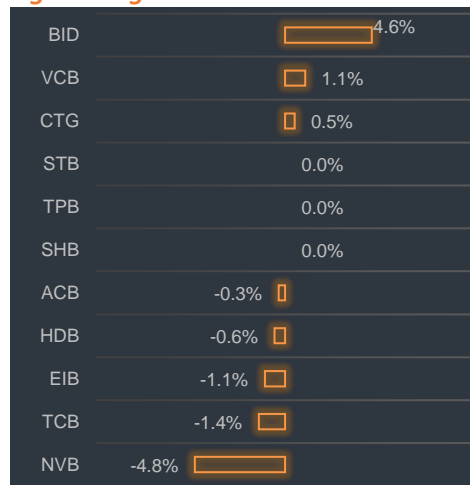 BID 4.6%
VCB 1.1%
CTG 0.5%
STB 0.0%
TPB 0.0%
SHB 0.0%
ACB -0.3%
HDB -0.6%
EIB -1.1%
TCB -1.4%
NVB -4.8%